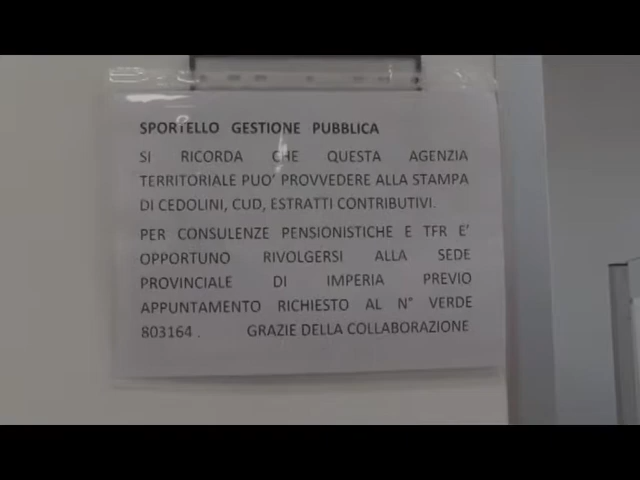 SPORTELLO GESTIONE PUBBLICA
SI RICORDA CHE QUESTA AGENZIA
TERRITORIALE PUO' PROVVEDERE ALLA STAMPA
DI CEDOLINI, CUD, ESTRATTI CONTRIBUTIVI.
PER CONSULENZE PENSIONISTICHE E TFR E'
OPPORTUNO RIVOLGERSI ALLA SEDE
PROVINCIALE DI IMPERIA PREVIO
APPUNTAMENTO RICHIESTO AL N° VERDE
803164 . GRAZIE DELLA COLLABORAZIONE